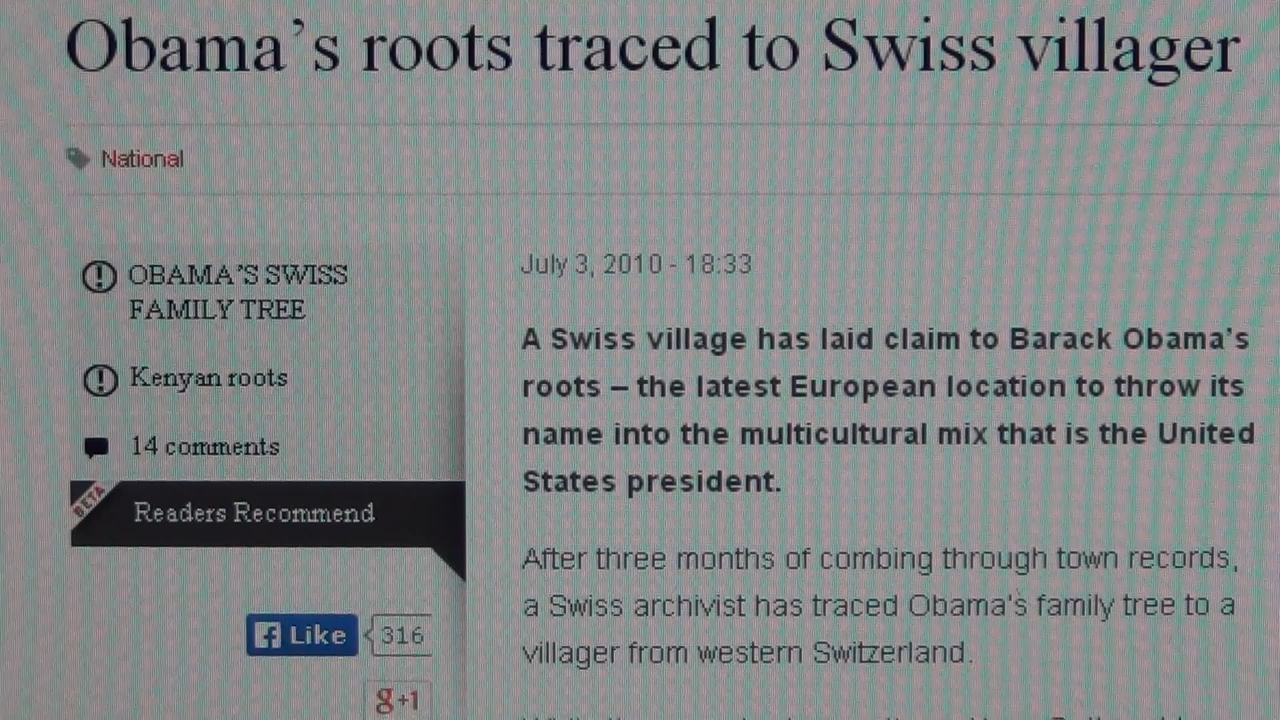 Obama’s roots traced to Swiss villager
National
OBAMA’S SWISS
FAMILY TREE
Kenyan roots
14 comments
BETA
Readers Recommend
Like
316
g+1
July 3, 2010 - 18:33
A Swiss village has laid claim to Barack Obama’s
roots – the latest European location to throw its
name into the multicultural mix that is the United
States president.
After three months of combing through town records,
a Swiss archivist has traced Obama’s family tree to a
villager from western Switzerland.